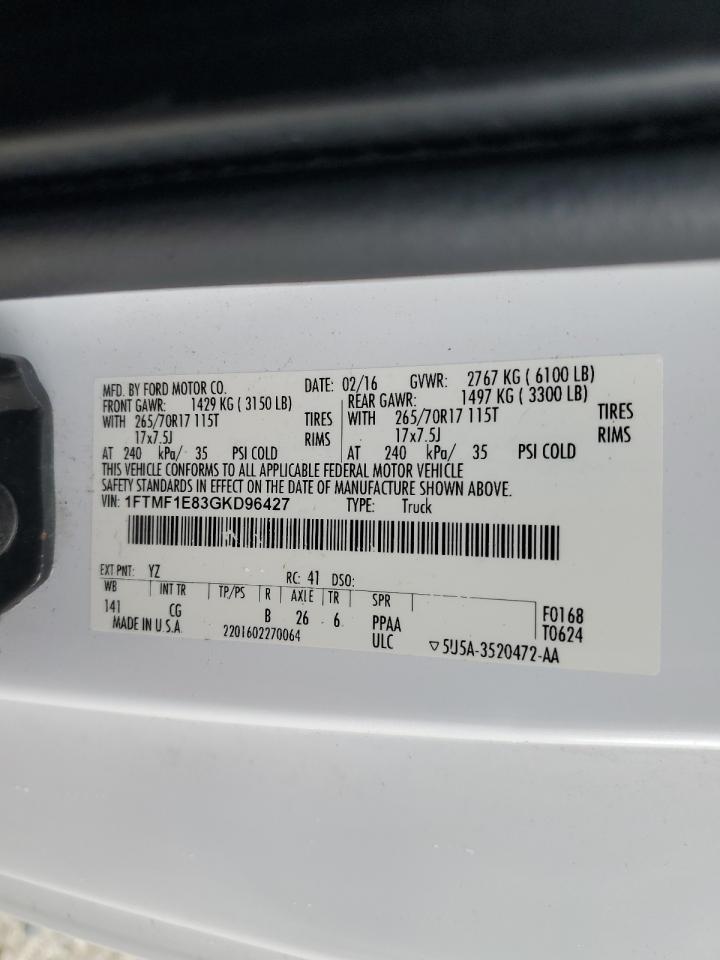 MFD. BY FORD MOTOR CO. DATE: 02/16 GVWR: 2767 KG ( 6100 LB)
FRONT GAWR: 1429 KG ( 3150 LB) REAR GAWR: 1497 KG ( 3300 LB)
WITH 265/70R17 115T TIRES WITH 265/70R17 115T TIRES
17x7.5J RIMS 17x7.5J RIMS
AT 240 kPa/ 35 PSI COLD AT 240 kPa/ 35 PSI COLD
THIS VEHICLE CONFORMS TO ALL APPLICABLE FEDERAL MOTOR VEHICLE
SAFETY STANDARDS IN EFFECT ON THE DATE OF MANUFACTURE SHOWN ABOVE.
VIN: 1FTMF1E83GKD96427 TYPE: Truck
EXT PNT: YZ RC: 41 DSO:
WB INT TR TP/PS R AXLE TR SPR
141 CG B 26 6 PPAA F0168
MADE IN U.S.A. 2201602270064 ULC T0624
▽5U5A-3520472-AA